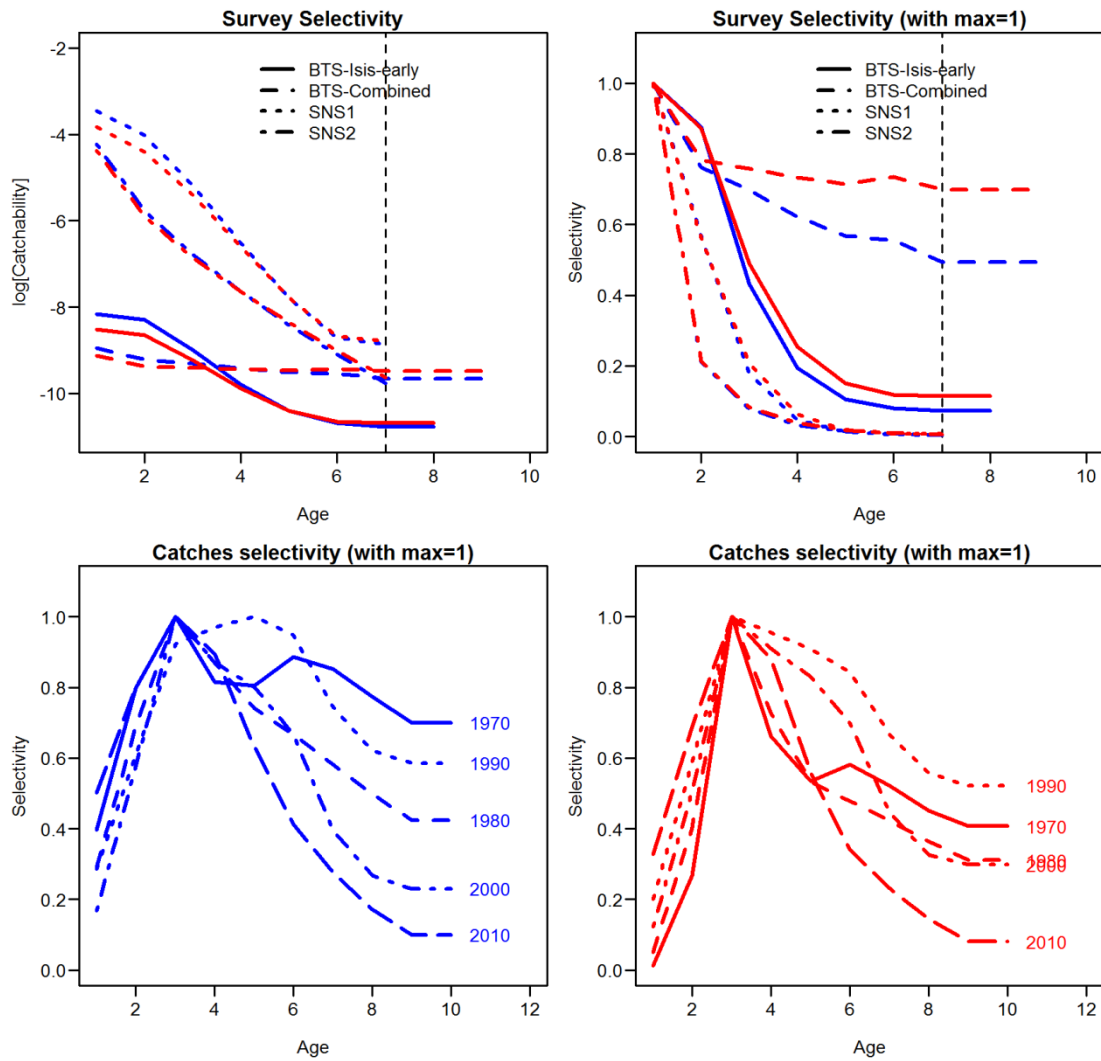 Survey Selectivity
-2
-4
-6
-8
-10
log[Catchability]
BTS-Isis-early
BTS-Combined
SNS1
SNS2
2 4 6 8 10
Age
Survey Selectivity (with max=1)
1.0
0.8
0.6
0.4
0.2
0.0
Selectivity
BTS-Isis-early
BTS-Combined
SNS1
SNS2
2 4 6 8 10
Age
Catches selectivity (with max=1)
1.0
0.8
0.6
0.4
0.2
0.0
Selectivity
1970
1990
1980
2000
2010
2 4 6 8 10 12
Age
Catches selectivity (with max=1)
1.0
0.8
0.6
0.4
0.2
0.0
Selectivity
1990
1970
1980
2000
2010
2 4 6 8 10 12
Age